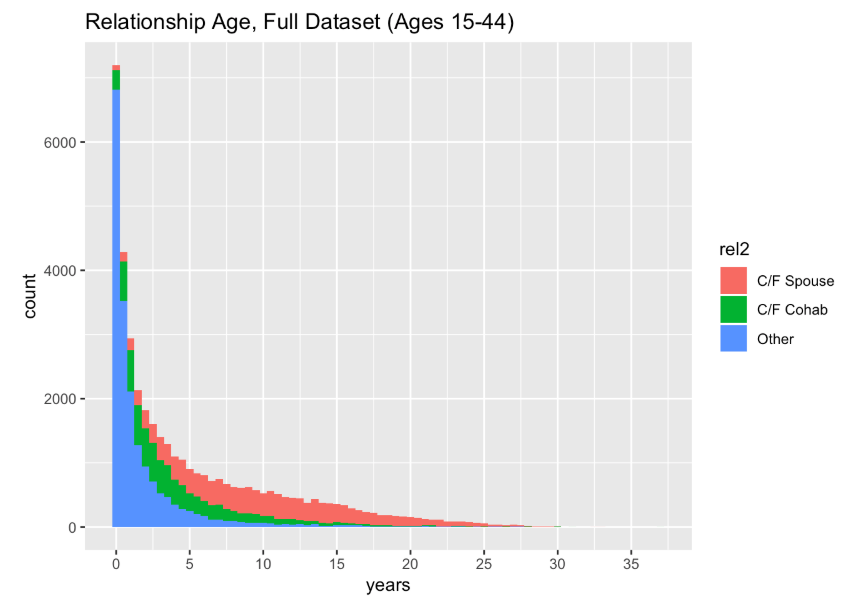 Relationship Age, Full Dataset (Ages 15-44)
count
6000
4000
2000
0
0 5 10 15 20 25 30 35
years
rel2
C/F Spouse
C/F Cohab
Other